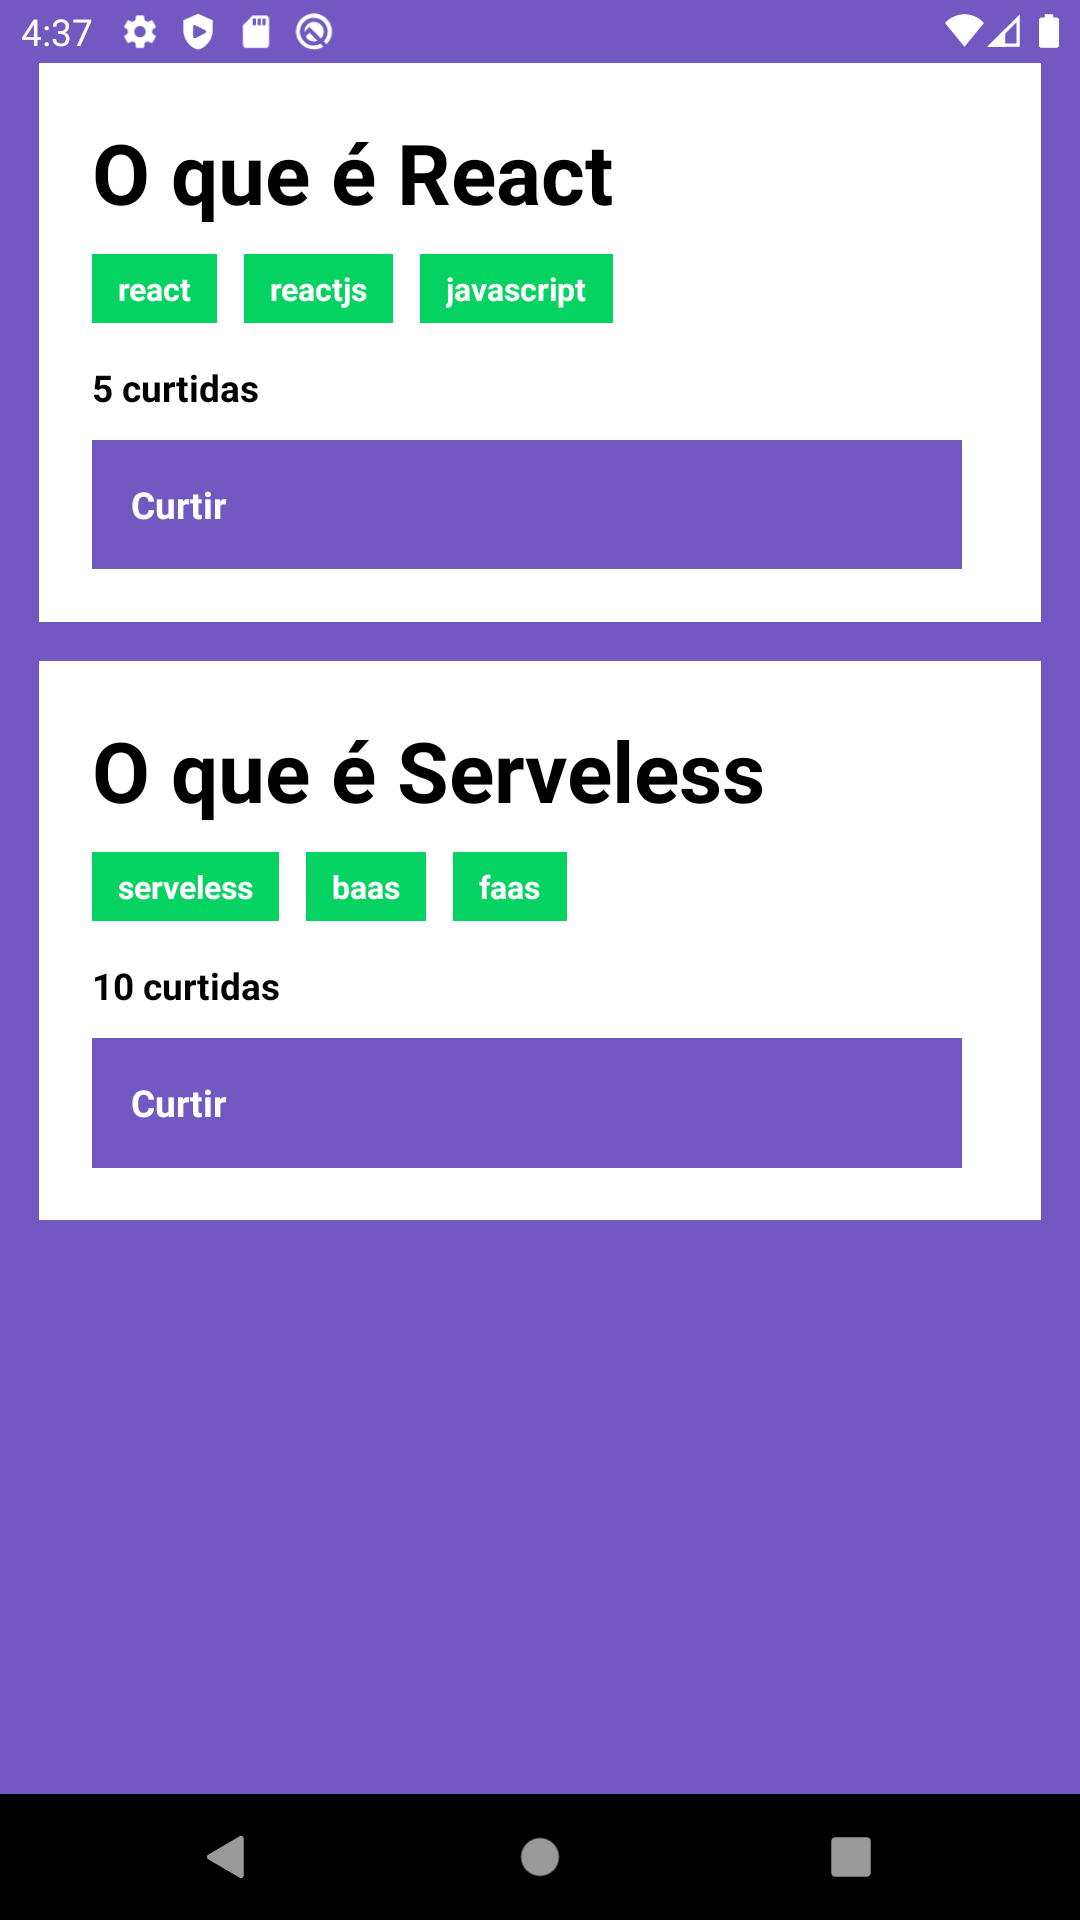 4:37
O que é React
react reactjs javascript
5 curtidas
Curtir
O que é Serveless
serveless baas faas
10 curtidas
Curtir